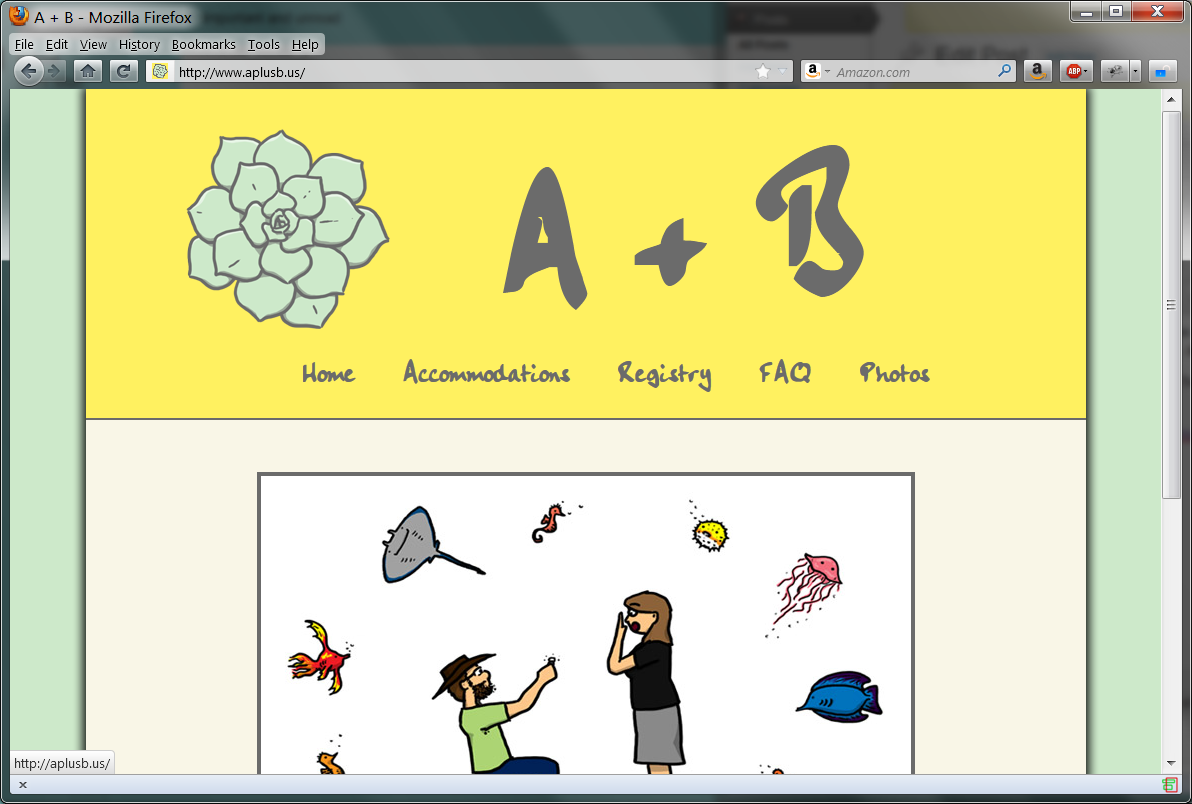 A + B - Mozilla Firefox
File Edit View History Bookmarks Tools Help
http://www.aplusb.us/
a Amazon.com
a
ABP
A + B
Home Accommodations Registry FAQ Photos
http://aplusb.us/